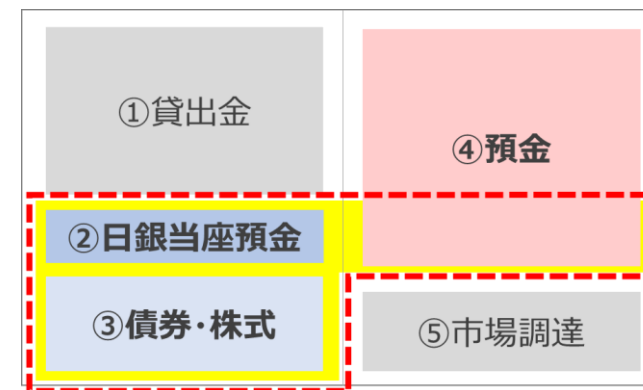 ①貸出金
②日銀当座預金
③債券・株式
④預金
⑤市場調達